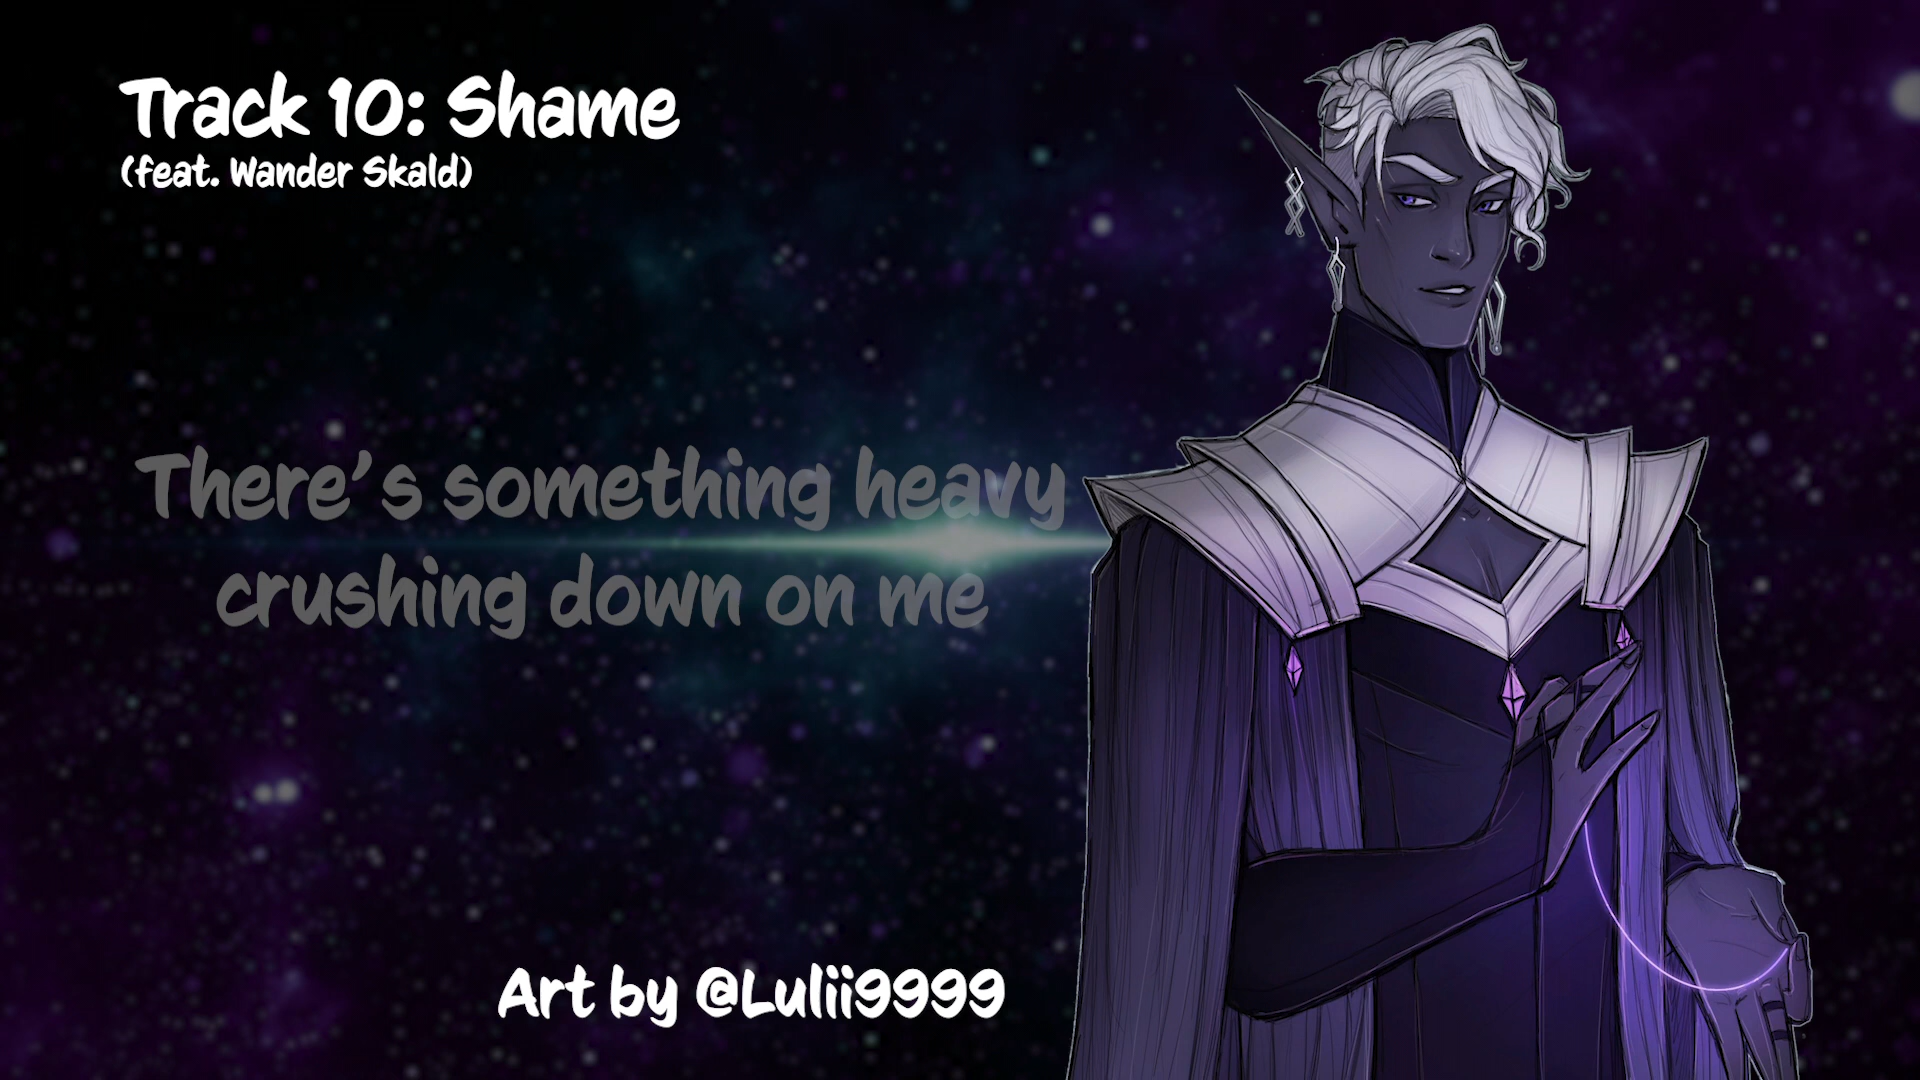 Track 10: Shame
(feat. Wander Skald)
There's something heavy
crushing down on me
Art by @Lulii9999